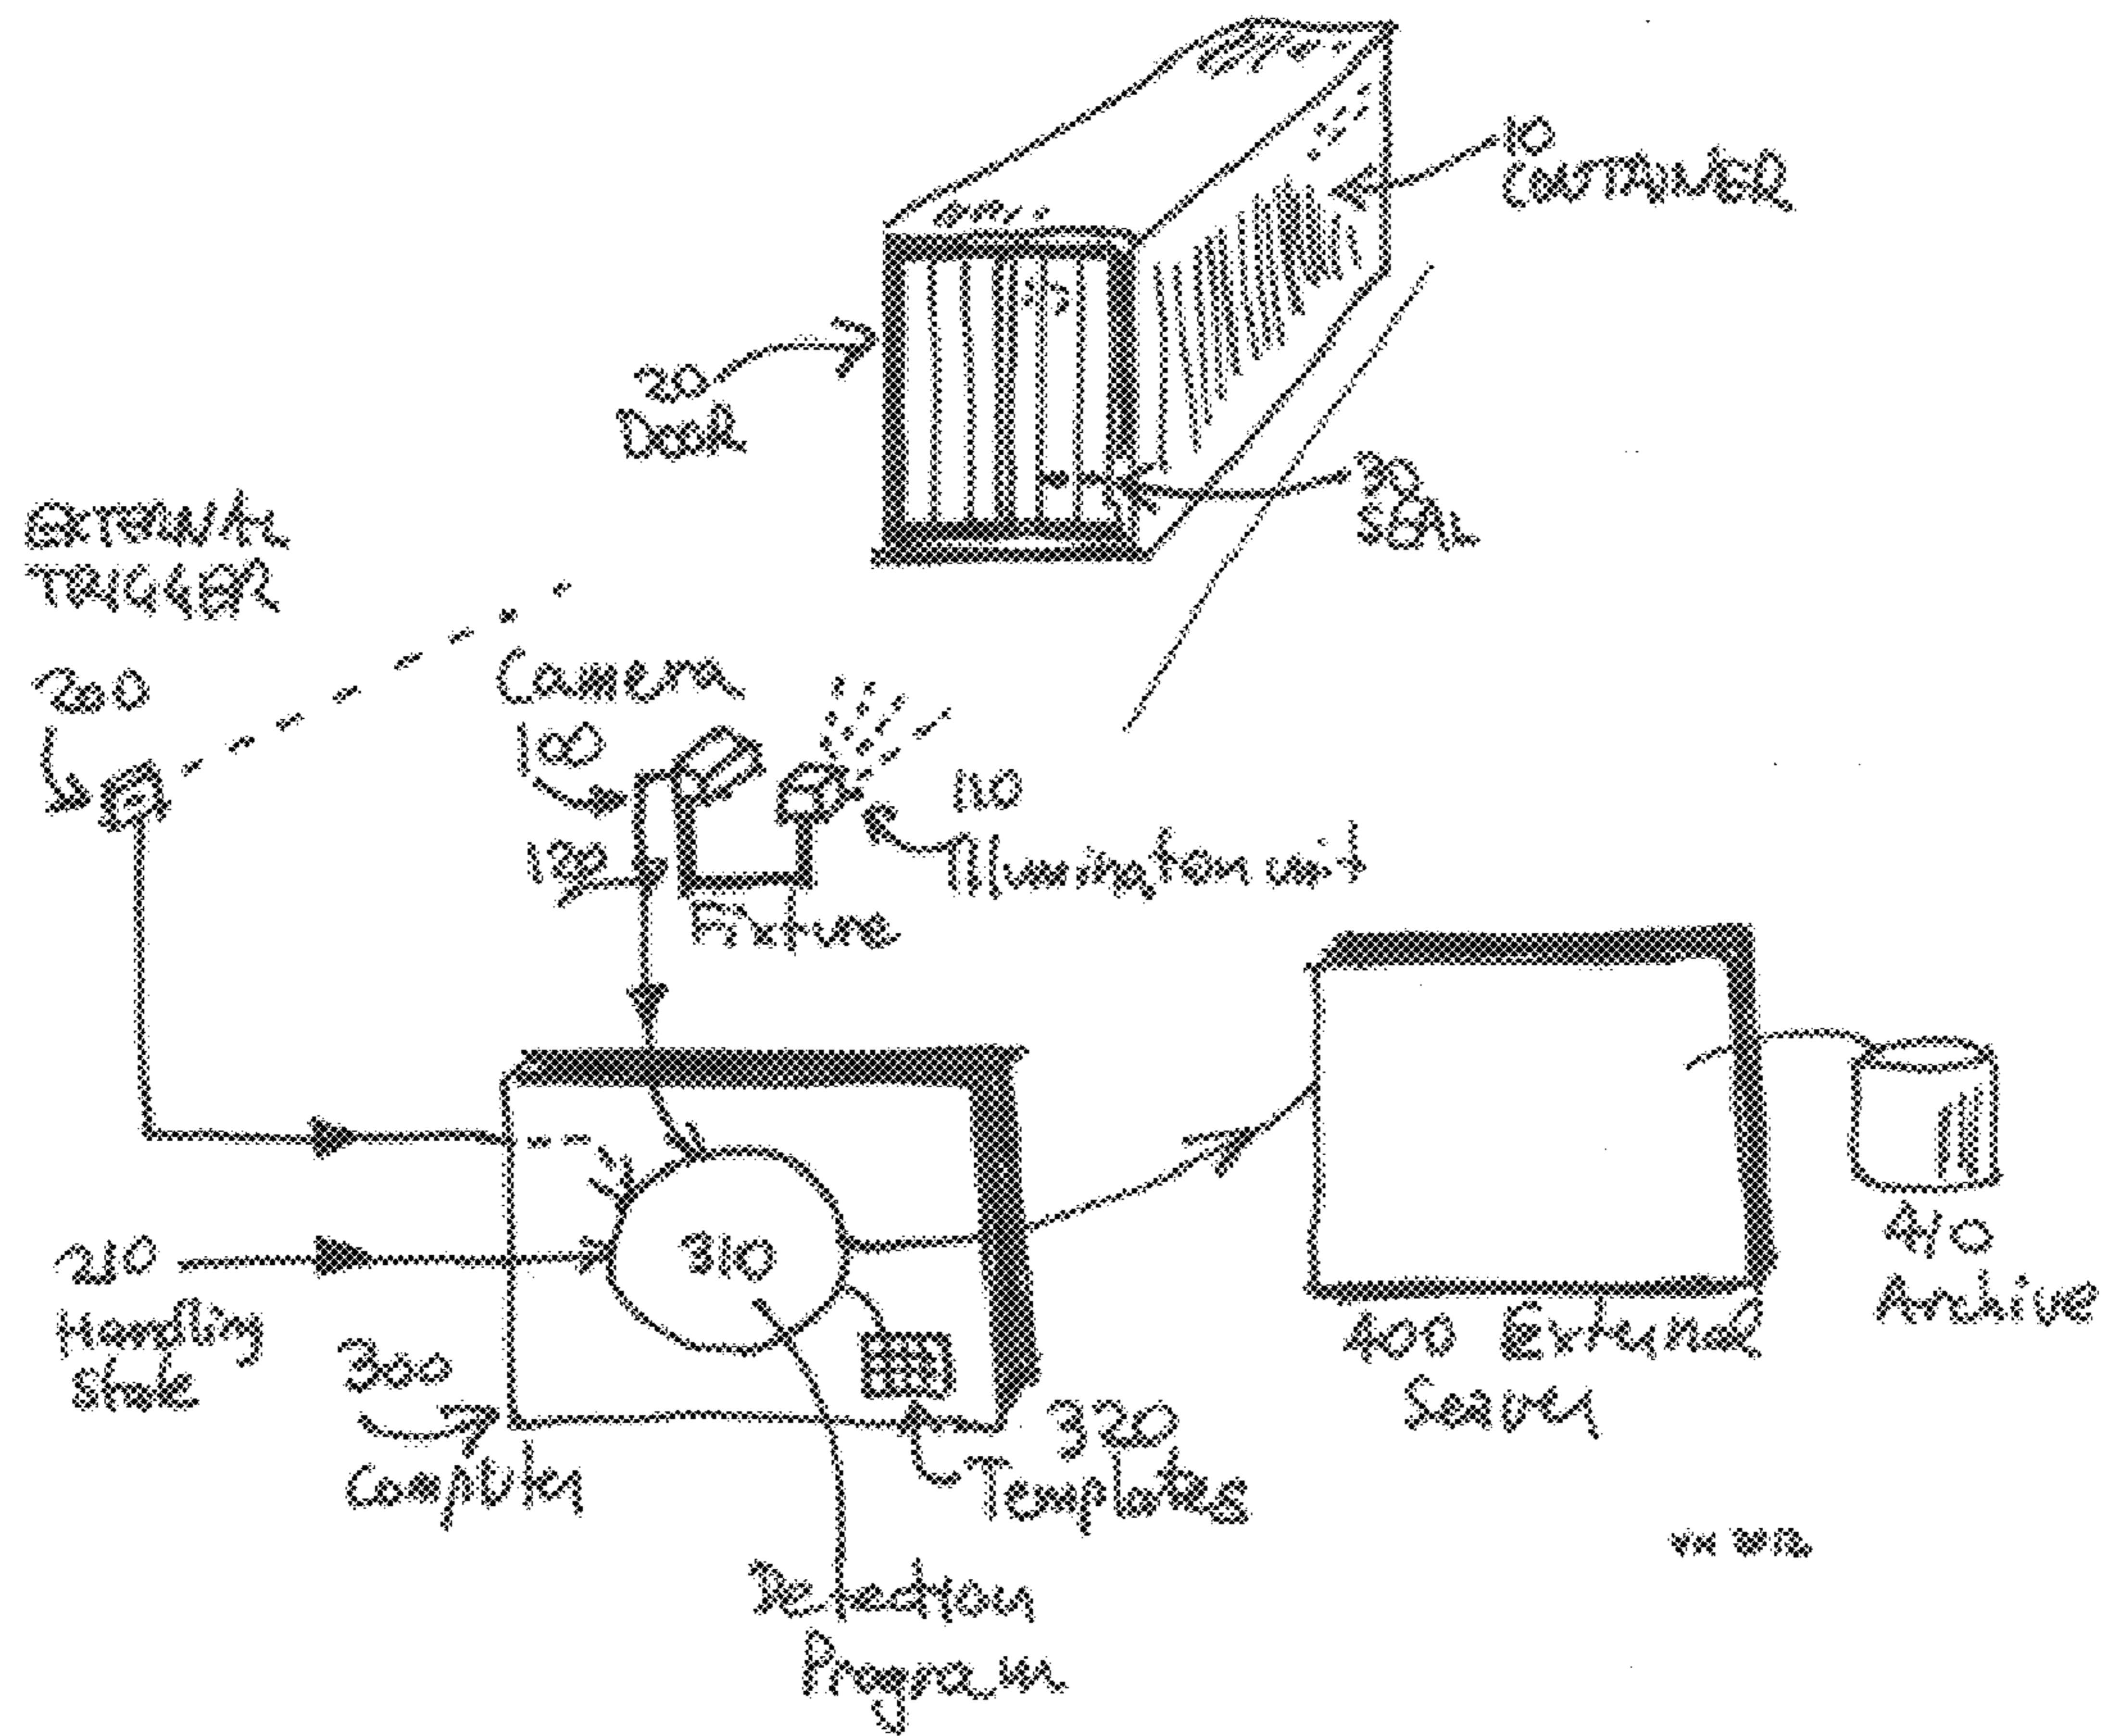 10
CONTAINER
20
DOOR
30
SEAL
EXTERNAL
TRIGGER
200
Camera
100
110
Illumination unit
120
Fixture
310
210
Handling
State
300
Computer
320
Templates
400 External
Server
410
Archive
Detection
Program